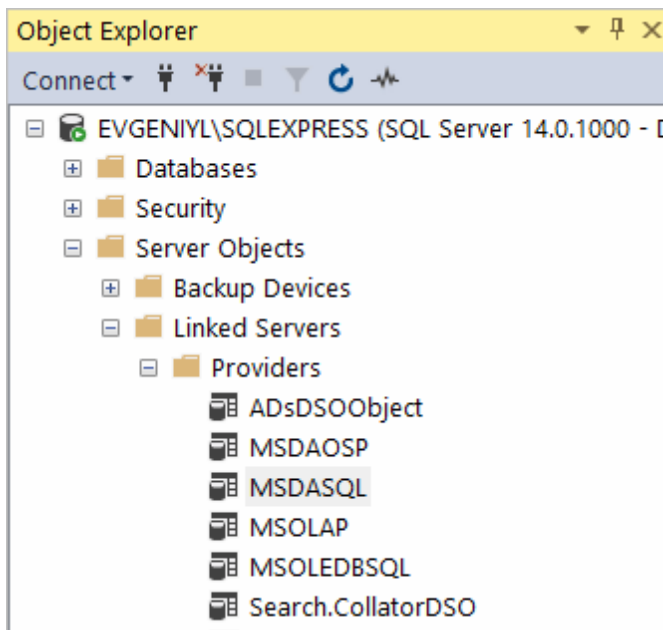 Object Explorer
Connect
EVGENIYL\SQLEXPRESS (SQL Server 14.0.1000 -
Databases
Security
Server Objects
Backup Devices
Linked Servers
Providers
ADsDSOObject
MSDAOSP
MSDASQL
MSOLAP
MSOLEDBSQL
Search.CollatorDSO